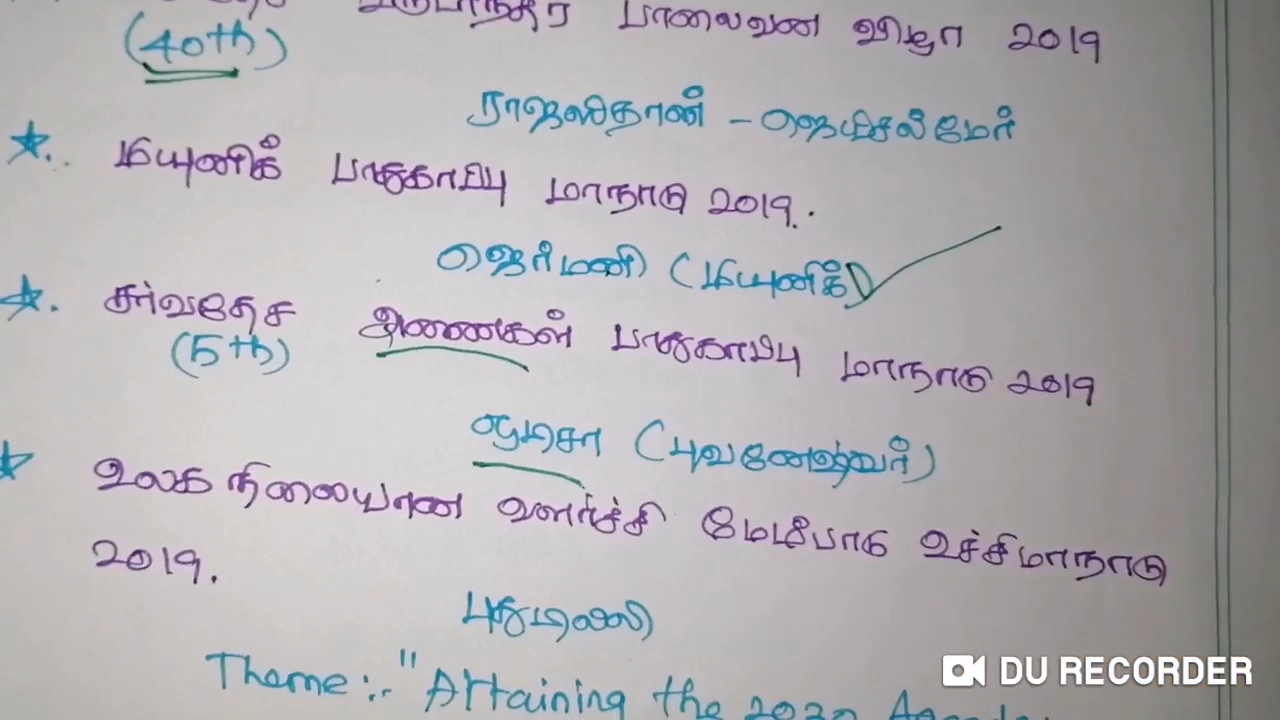 பாலைவன விழா 2019
(40th)
ராஜஸ்தான் - ஜெய்சல்மேர்
மியுனிக் பாதுகாப்பு மாநாடு 2019.
ஜெர்மனி (மியுனிக்)
சர்வதேச அணைகள் பாதுகாப்பு மாநாடு 2019
(5th)
ஒடிசா (புவனேஷ்வர்)
உலக நிலையான வளர்ச்சி மேம்பாடு உச்சிமாநாடு
2019.
புதுடில்லி
Theme:- "Attaining the 2030
DU RECORDER